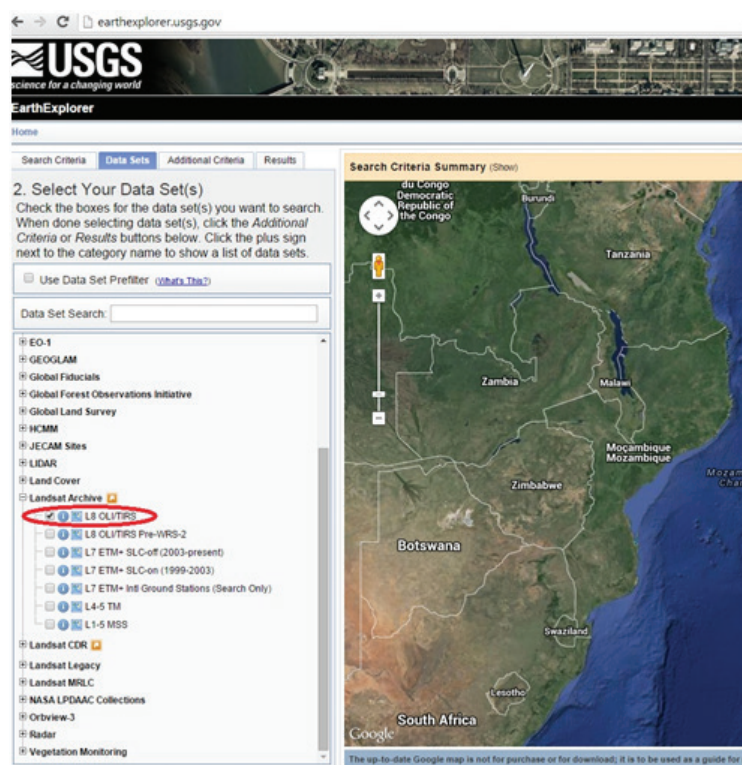 earthexplorer.usgs.gov
USGS
science for a changing world
EarthExplorer
Home
Search Criteria
Data Sets
Additional Criteria
Results
2. Select Your Data Set(s)
Check the boxes for the data set(s) you want to search.
When done selecting data set(s), click the Additional
Criteria or Results buttons below. Click the plus sign
next to the category name to show a list of data sets.
Use Data Set Prefilter (What's This?)
Data Set Search:
EO-1
GEOGLAM
Global Fiducials
Global Forest Observations Initiative
Global Land Survey
HCMM
JECAM Sites
LIDAR
Land Cover
Landsat Archive
L8 OLI/TIRS
L8 OLI/TIRS Pre-WRS-2
L7 ETM+ SLC-off (2003-present)
L7 ETM+ SLC-on (1999-2003)
L7 ETM+ Intl Ground Stations (Search Only)
L4-5 TM
L1-5 MSS
Landsat CDR
Landsat Legacy
Landsat MRLC
NASA LPDAAC Collections
Orbview-3
Radar
Vegetation Monitoring
Search Criteria Summary (Show)
du Congo
Democratic
Republic of
the Congo
Burundi
Tanzania
Zambia
Malawi
Moçambique
Mozambique
Mozam
Cha
Zimbabwe
Botswana
Swaziland
Lesotho
South Africa
Google
The up-to-date Google map is not for purchase or for download; it is to be used as a guide for